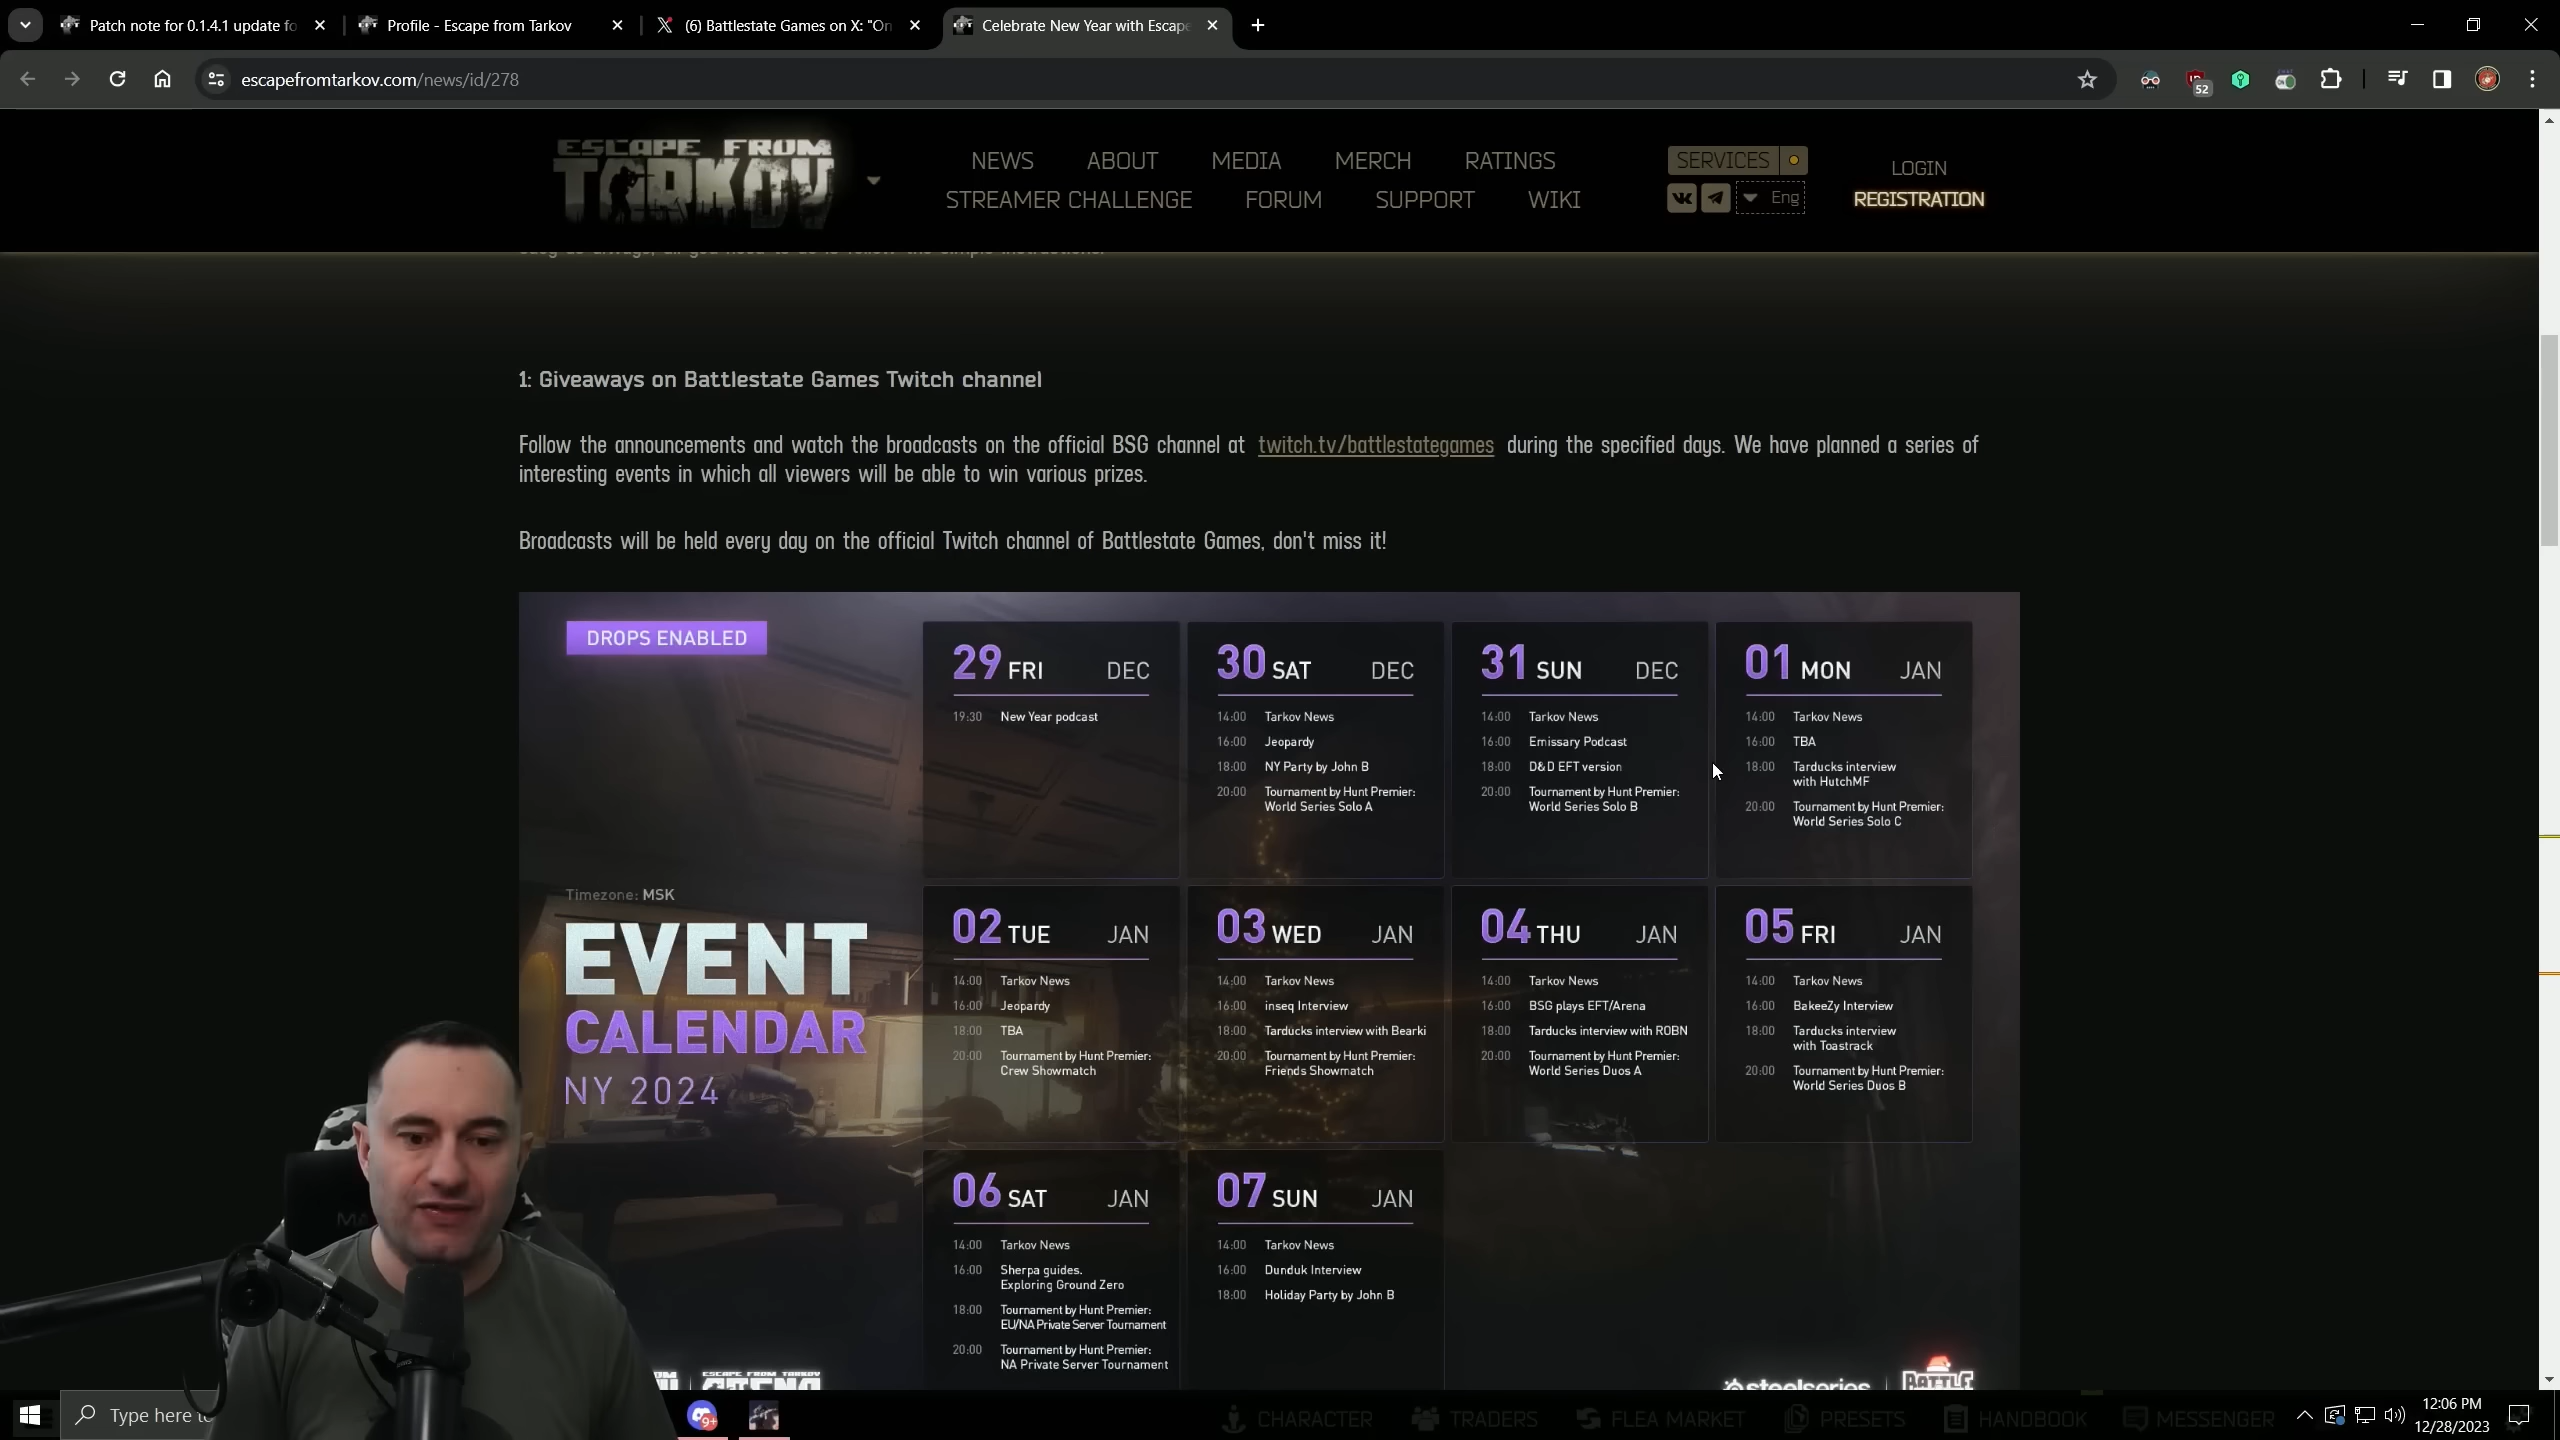 Patch note for 0.1.4.1 update fo
Profile - Escape from Tarkov
(6) Battlestate Games on X: "On
Celebrate New Year with Escape
escapefromtarkov.com/news/id/278
52
ESCAPE FROM
TARKOV
NEWS ABOUT MEDIA MERCH RATINGS
STREAMER CHALLENGE FORUM SUPPORT WIKI
SERVICES
Eng
LOGIN
REGISTRATION
1: Giveaways on Battlestate Games Twitch channel
Follow the announcements and watch the broadcasts on the official BSG channel at twitch.tv/battlestategames during the specified days. We have planned a series of
interesting events in which all viewers will be able to win various prizes.
Broadcasts will be held every day on the official Twitch channel of Battlestate Games, don't miss it!
DROPS ENABLED
Timezone: MSK
EVENT
CALENDAR
NY 2024
29 FRI DEC
19:30 New Year podcast
30 SAT DEC
14:00 Tarkov News
16:00 Jeopardy
18:00 NY Party by John B
20:00 Tournament by Hunt Premier:
World Series Solo A
31 SUN DEC
14:00 Tarkov News
16:00 Emissary Podcast
18:00 D&D EFT version
20:00 Tournament by Hunt Premier:
World Series Solo B
01 MON JAN
14:00 Tarkov News
16:00 TBA
18:00 Tarducks interview
with HutchMF
20:00 Tournament by Hunt Premier:
World Series Solo C
02 TUE JAN
14:00 Tarkov News
16:00 Jeopardy
18:00 TBA
20:00 Tournament by Hunt Premier:
Crew Showmatch
03 WED JAN
14:00 Tarkov News
16:00 inseq Interview
18:00 Tarducks interview with Bearki
20:00 Tournament by Hunt Premier:
Friends Showmatch
04 THU JAN
14:00 Tarkov News
16:00 BSG plays EFT/Arena
18:00 Tarducks interview with ROBN
20:00 Tournament by Hunt Premier:
World Series Duos A
05 FRI JAN
14:00 Tarkov News
16:00 BakeeZy Interview
18:00 Tarducks interview
with Toastrack
20:00 Tournament by Hunt Premier:
World Series Duos B
06 SAT JAN
14:00 Tarkov News
16:00 Sherpa guides.
Exploring Ground Zero
18:00 Tournament by Hunt Premier:
EU/NA Private Server Tournament
20:00 Tournament by Hunt Premier:
NA Private Server Tournament
07 SUN JAN
14:00 Tarkov News
16:00 Dunduk Interview
18:00 Holiday Party by John B
steelseries
BATTLE
Type here to
9+
CHARACTER TRADERS FLEA MARKET PRESETS HANDBOOK MESSENGER
12:06 PM
12/28/2023